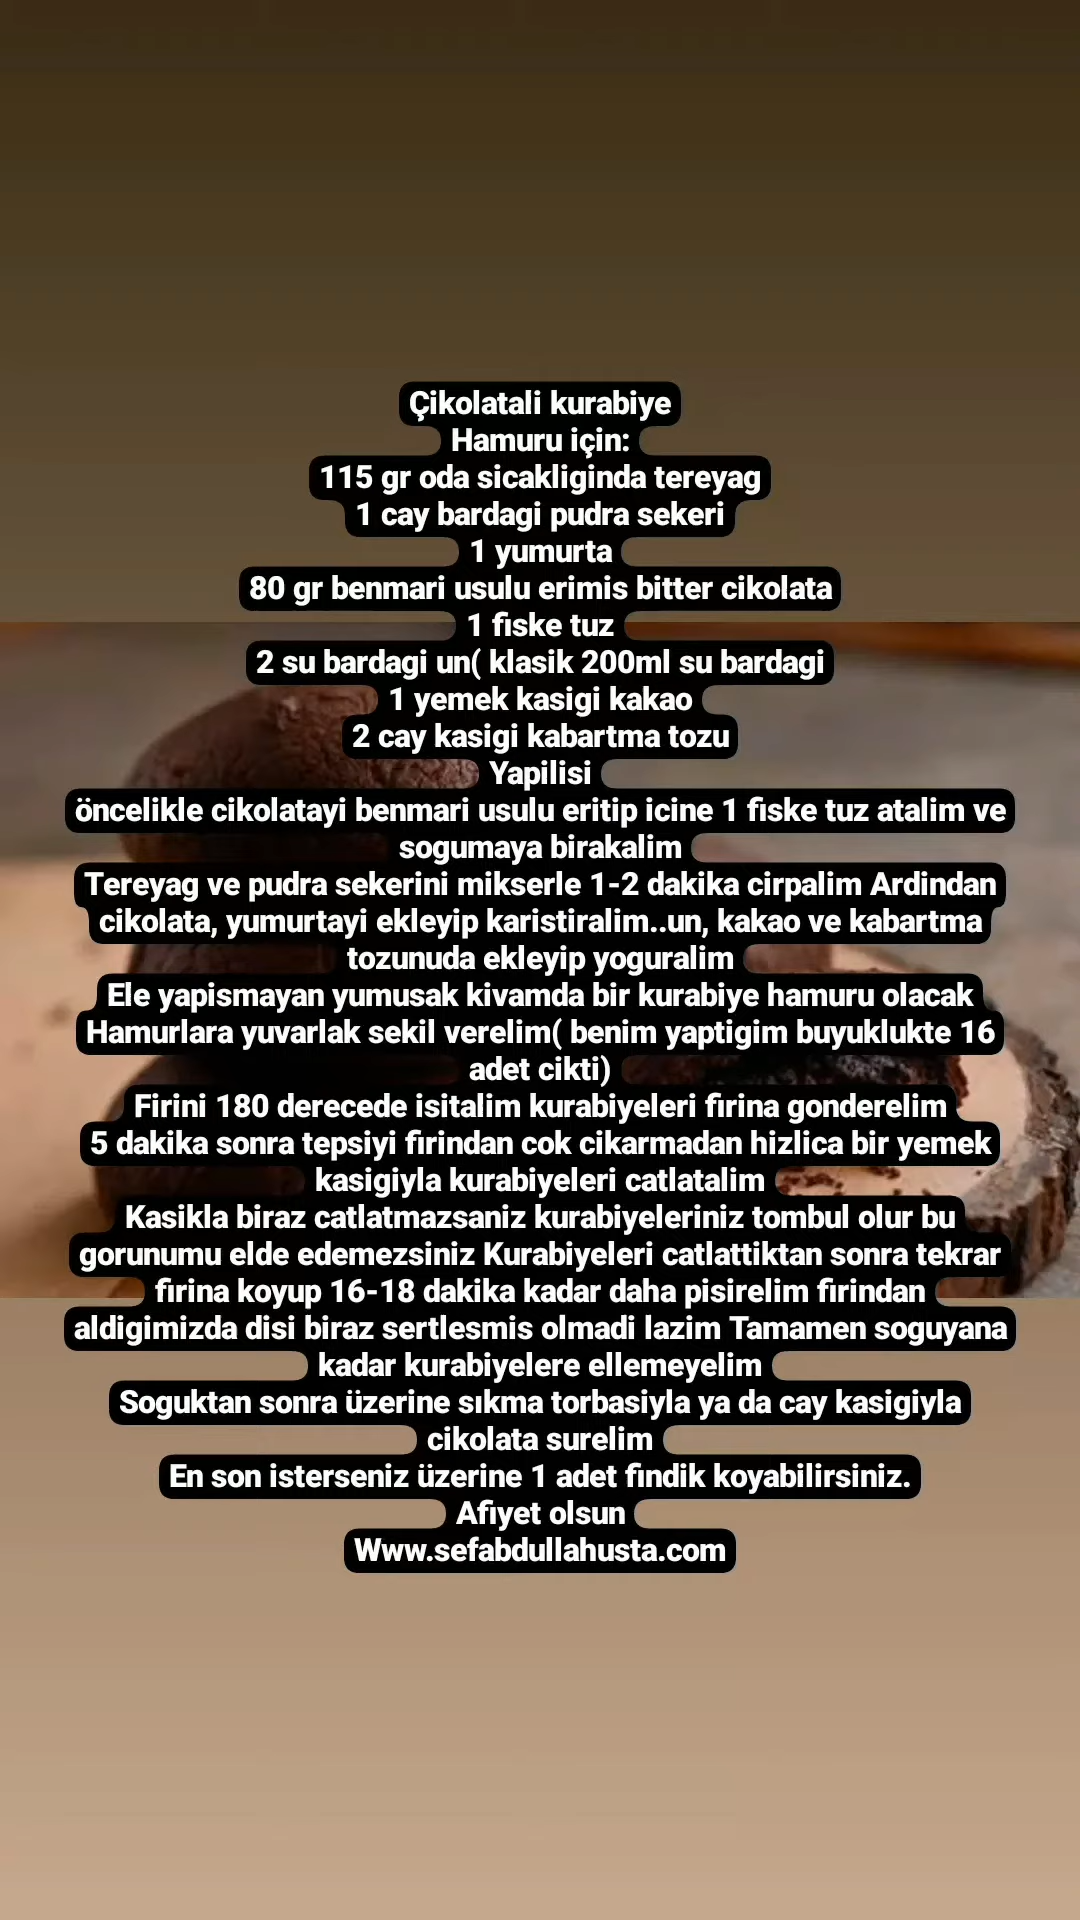 Çikolatali kurabiye
Hamuru için:
115 gr oda sicakliginda tereyag
1 cay bardagi pudra sekeri
1 yumurta
80 gr benmari usulu erimis bitter cikolata
1 fiske tuz
2 su bardagi un( klasik 200ml su bardagi
1 yemek kasigi kakao
2 cay kasigi kabartma tozu
Yapilisi
öncelikle cikolatayi benmari usulu eritip icine 1 fiske tuz atalim ve
sogumaya birakalim
Tereyag ve pudra sekerini mikserle 1-2 dakika cirpalim Ardindan
cikolata, yumurtayi ekleyip karistiralim..un, kakao ve kabartma
tozunuda ekleyip yoguralim
Ele yapismayan yumusak kivamda bir kurabiye hamuru olacak
Hamurlara yuvarlak sekil verelim( benim yaptigim buyuklukte 16
adet cikti)
Firini 180 derecede isitalim kurabiyeleri firina gonderelim
5 dakika sonra tepsiyi firindan cok cikarmadan hizlica bir yemek
kasigiyla kurabiyeleri catlatalim
Kasikla biraz catlatmazsaniz kurabiyeleriniz tombul olur bu
gorunumu elde edemezsiniz Kurabiyeleri catlattiktan sonra tekrar
firina koyup 16-18 dakika kadar daha pisirelim firindan
aldigimizda disi biraz sertlesmis olmadi lazim Tamamen soguyana
kadar kurabiyelere ellemeyelim
Soguktan sonra üzerine sıkma torbasiyla ya da cay kasigiyla
cikolata surelim
En son isterseniz üzerine 1 adet findik koyabilirsiniz.
Afiyet olsun
Www.sefabdullahusta.com